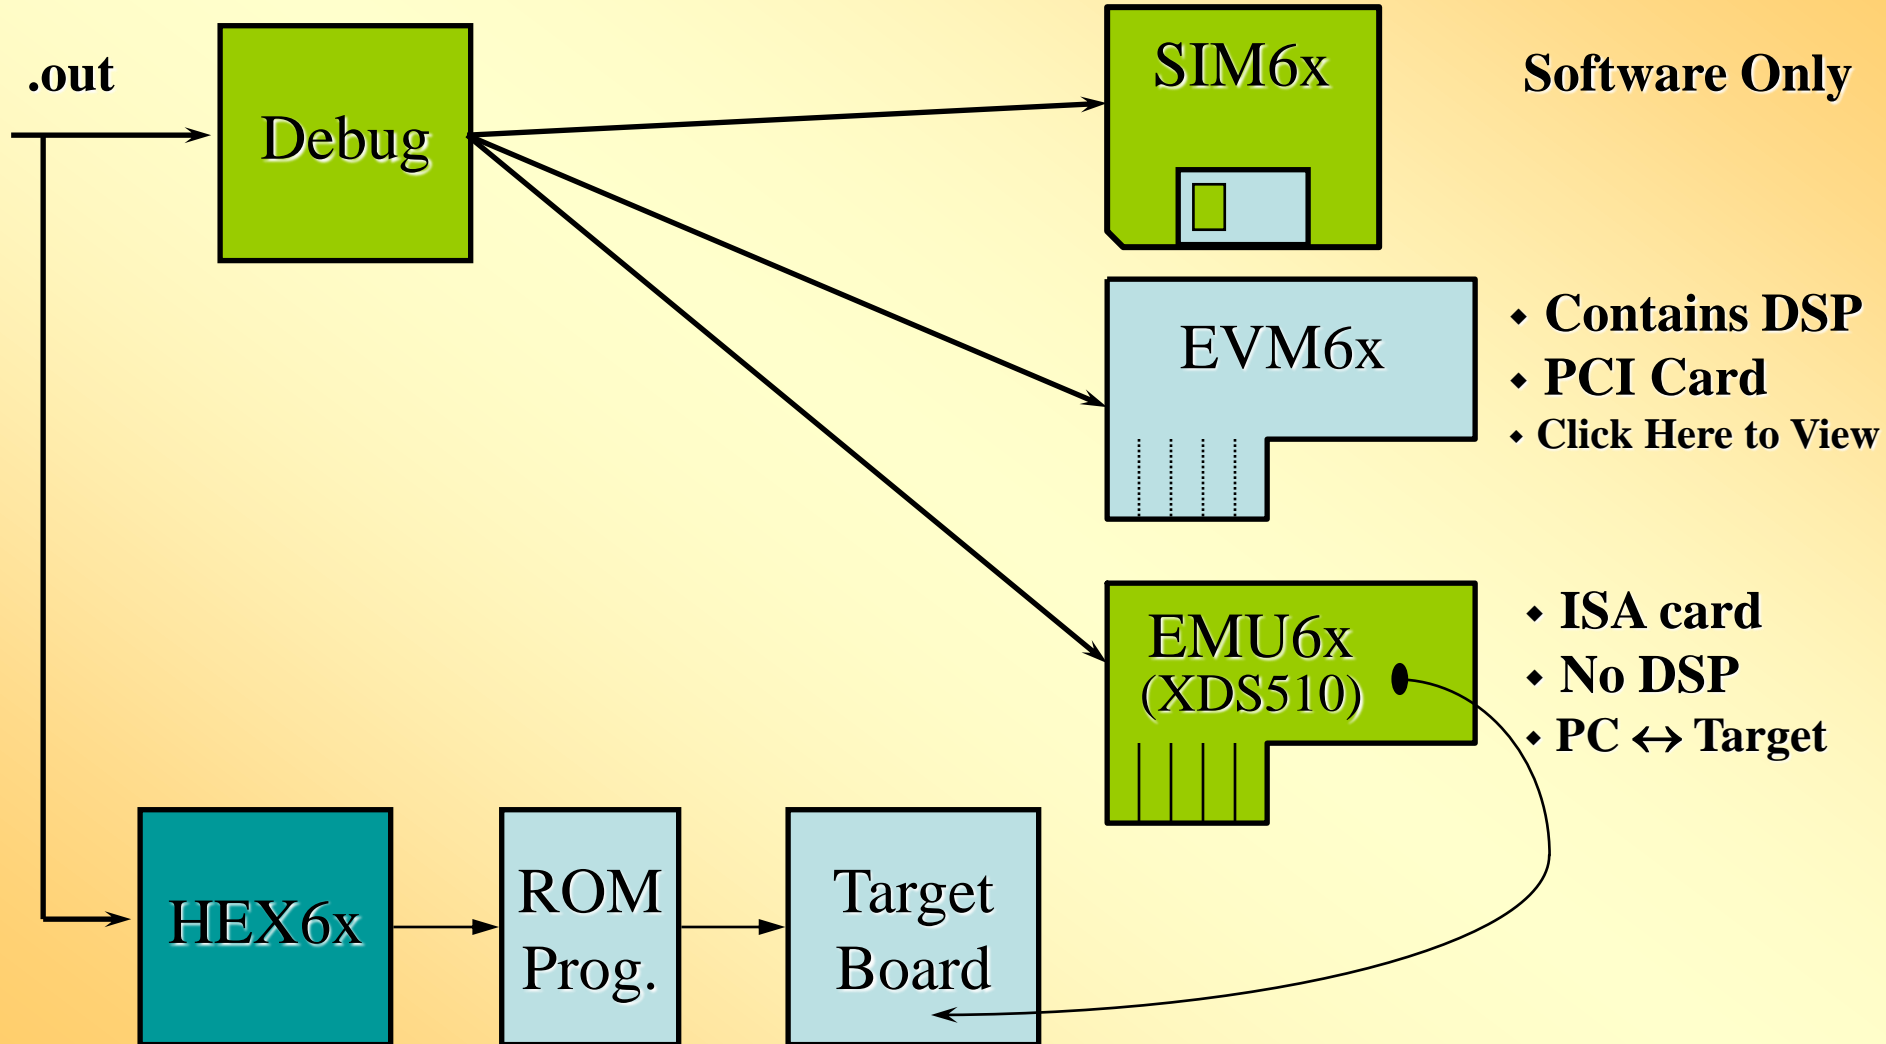 .out
Debug
SIM6x
Software Only
EVM6x
Contains DSP
PCI Card
Click Here to View
EMU6x
(XDS510)
ISA card
No DSP
PC ↔ Target
HEX6x
ROM
Prog.
Target
Board